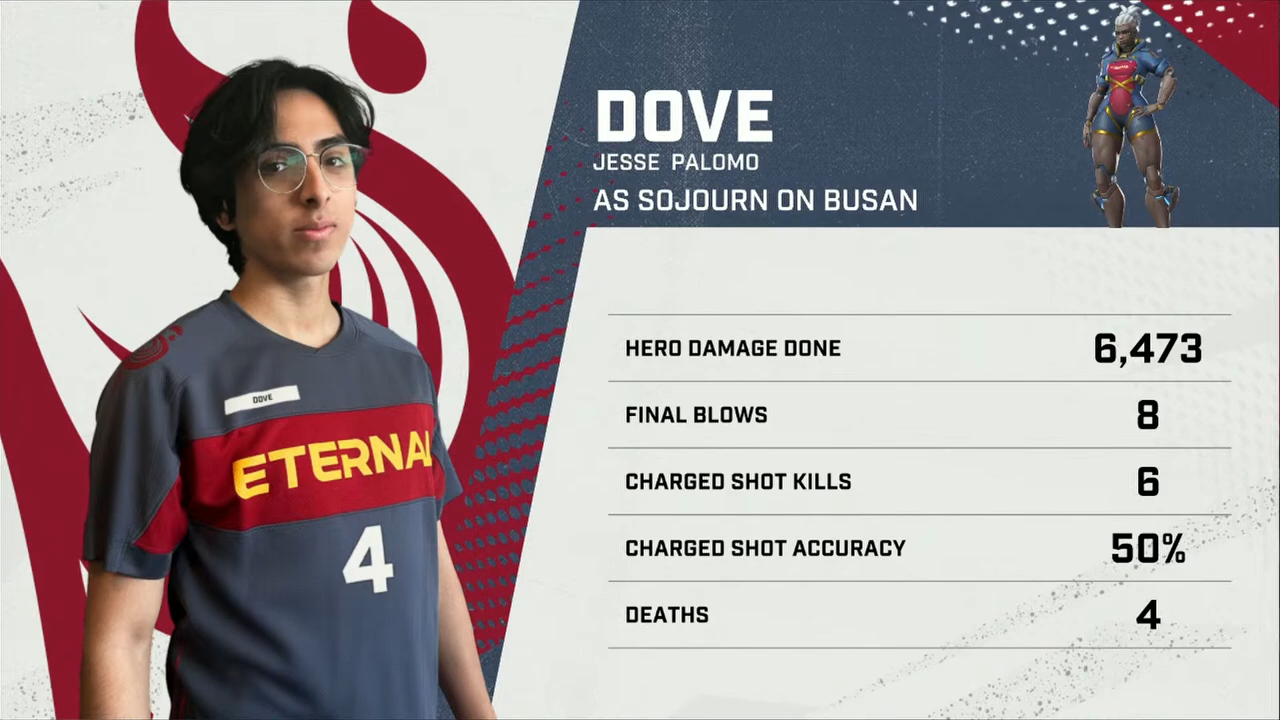 DOVE
JESSE PALOMO
AS SOJOURN ON BUSAN
HERO DAMAGE DONE 6,473
FINAL BLOWS 8
CHARGED SHOT KILLS 6
CHARGED SHOT ACCURACY 50%
DEATHS 4
DOVE
ETERNAL
4